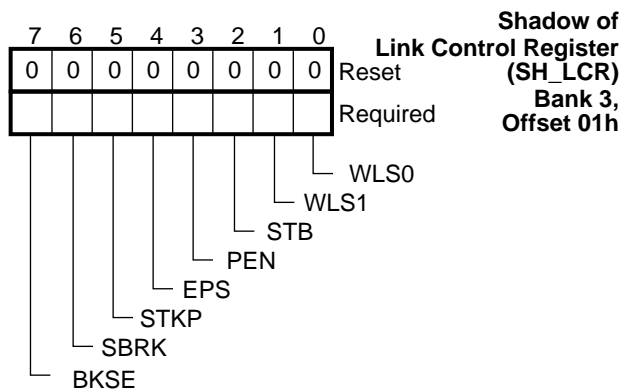 Shadow of
Link Control Register
(SH_LCR)
Bank 3,
Offset 01h
7 6 5 4 3 2 1 0
0 0 0 0 0 0 0 0 Reset
Required
WLS0
WLS1
STB
PEN
EPS
STKP
SBRK
BKSE